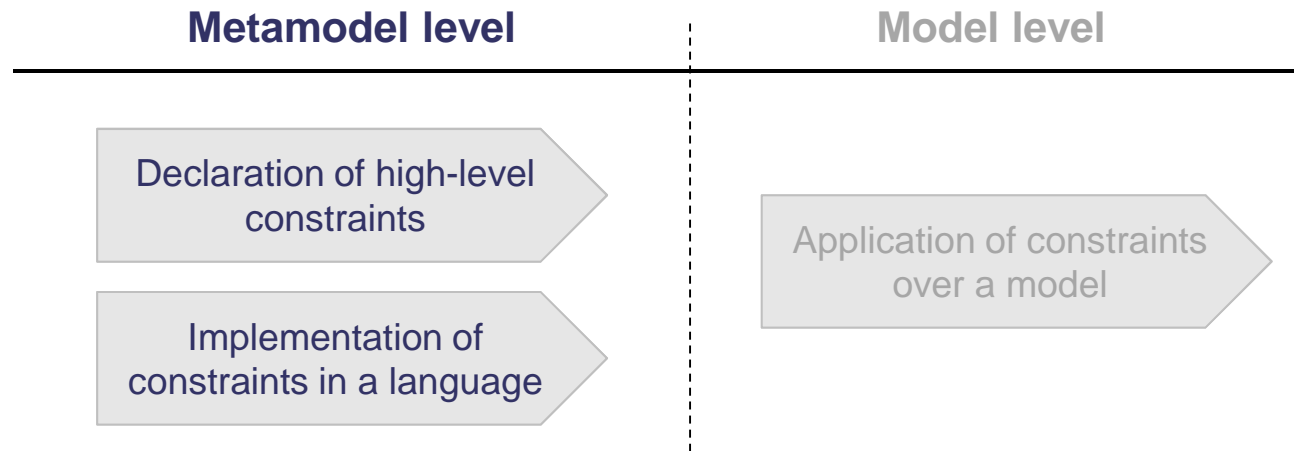 Metamodel level
Model level
Declaration of high-level
constraints
Implementation of
constraints in a language
Application of constraints
over a model